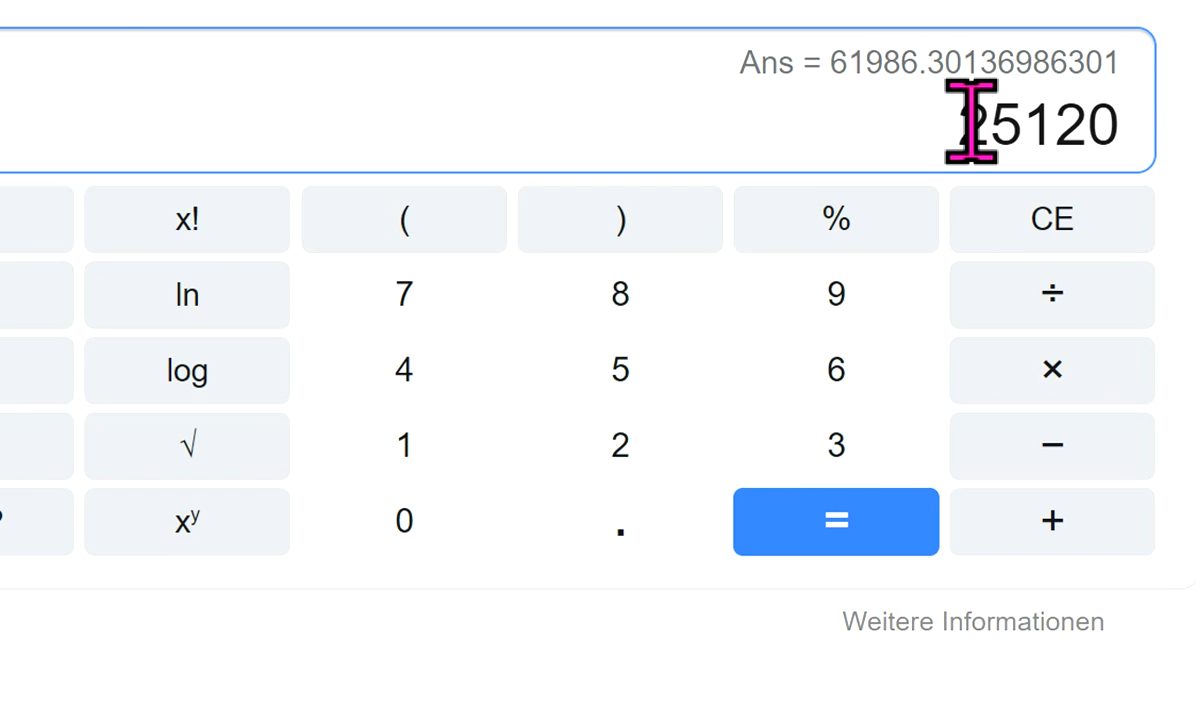 Ans = 61986.30136986301
25120
x! ( ) % CE
ln 7 8 9 ÷
log 4 5 6 ×
√ 1 2 3 −
xʸ 0 . = +
Weitere Informationen